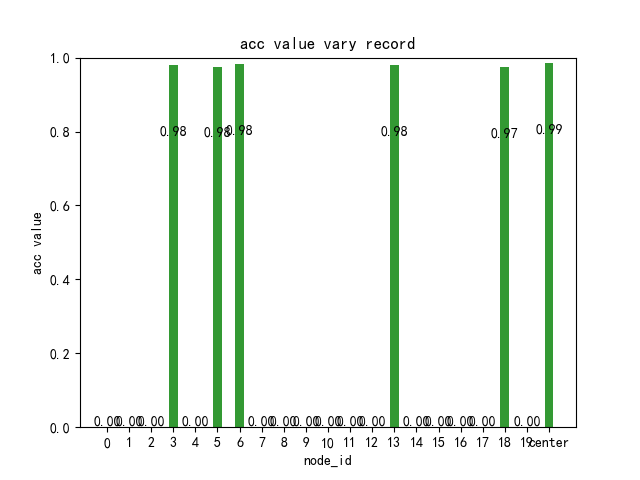 acc value vary record
acc value
1.0
0.8
0.6
0.4
0.2
0.0
0.00 0.00 0.00 0.98 0.00 0.98 0.98 0.00 0.00 0.00 0.00 0.00 0.00 0.98 0.00 0.00 0.00 0.00 0.97 0.00 0.99
0 1 2 3 4 5 6 7 8 9 10 11 12 13 14 15 16 17 18 19 center
node_id